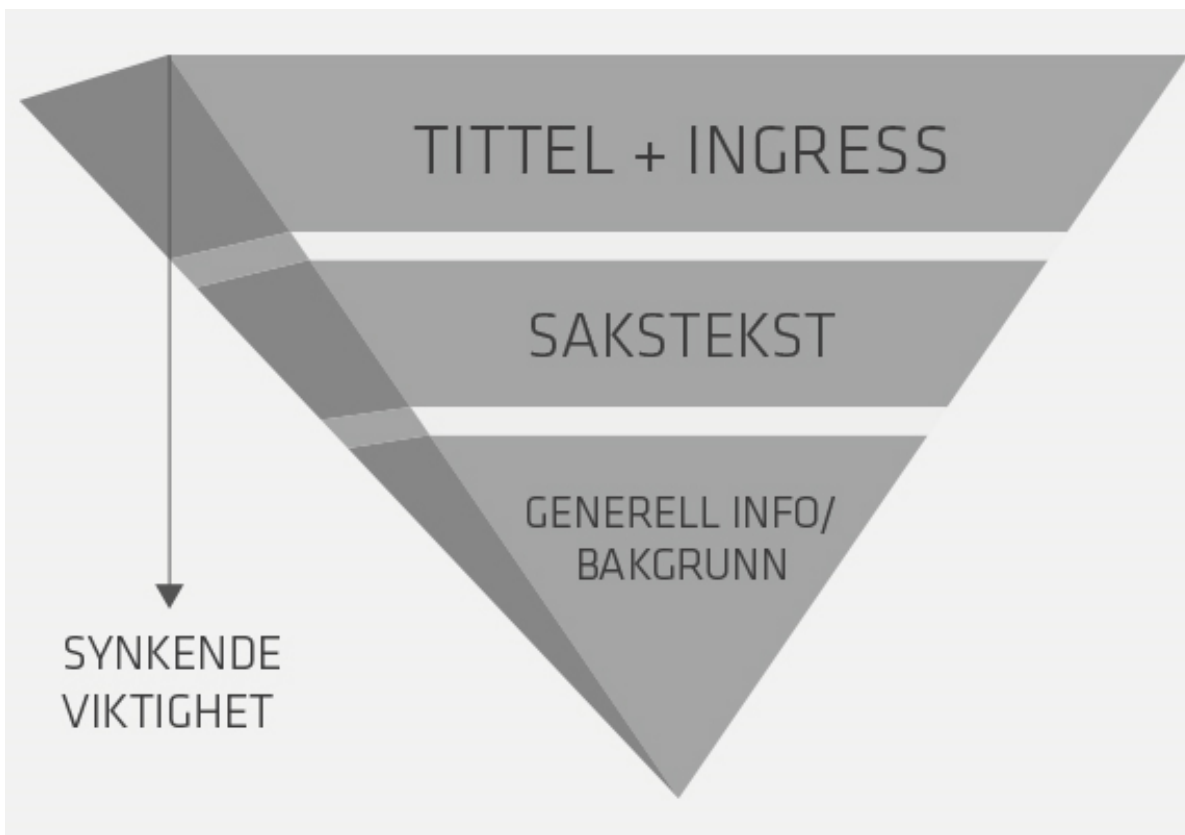 TITTEL + INGRESS
SAKSTEKST
GENERELL INFO/
BAKGRUNN
SYNKENDE
VIKTIGHET